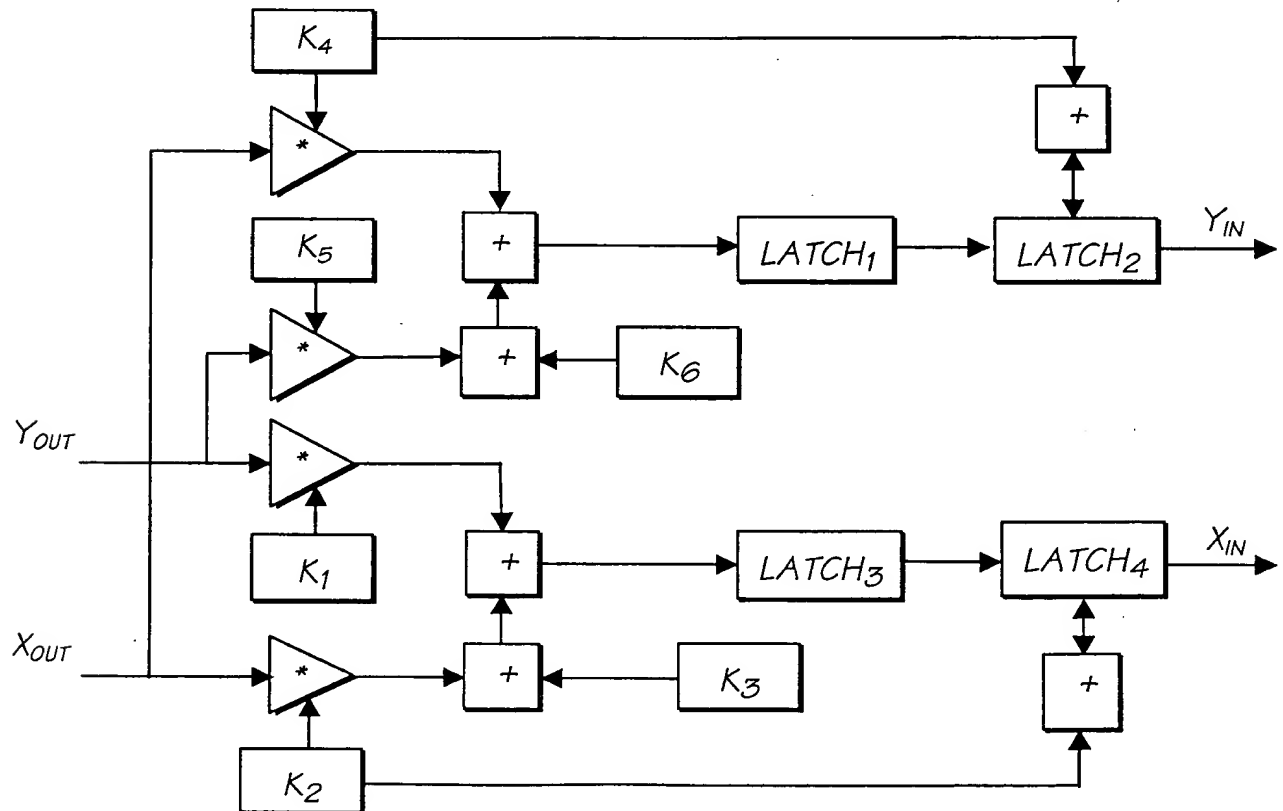 K4
*
+
K5
+
LATCH1
LATCH2
YIN
*
+
K6
YOUT
*
K1
+
LATCH3
LATCH4
XIN
XOUT
*
+
K3
+
K2